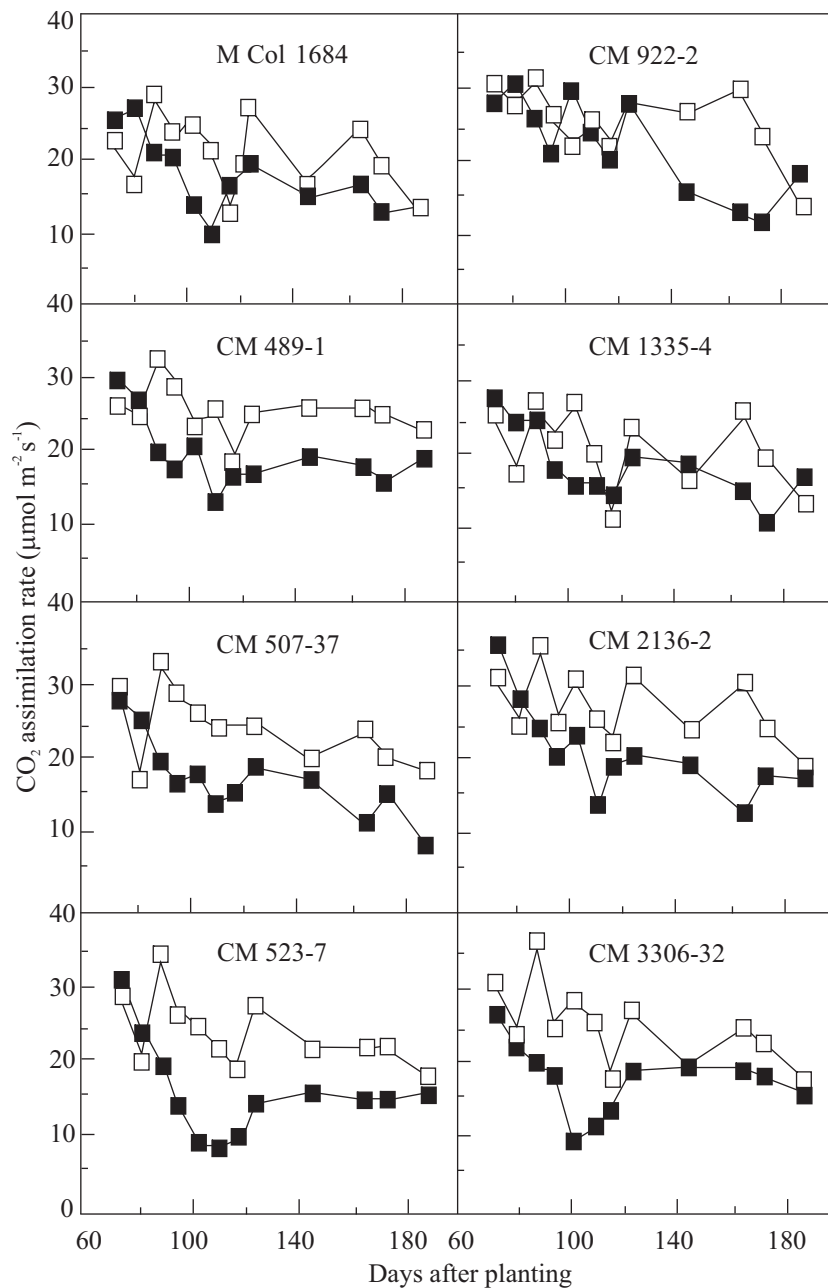 40
M Col 1684
CM 922-2
30
20
10
40
CM 489-1
CM 1335-4
30
20
10
40
CM 507-37
CM 2136-2
30
20
10
40
CM 523-7
CM 3306-32
30
20
10
0
60
100
140
180
60
100
140
180
Days after planting
CO₂ assimilation rate (μmol m⁻² s⁻¹)